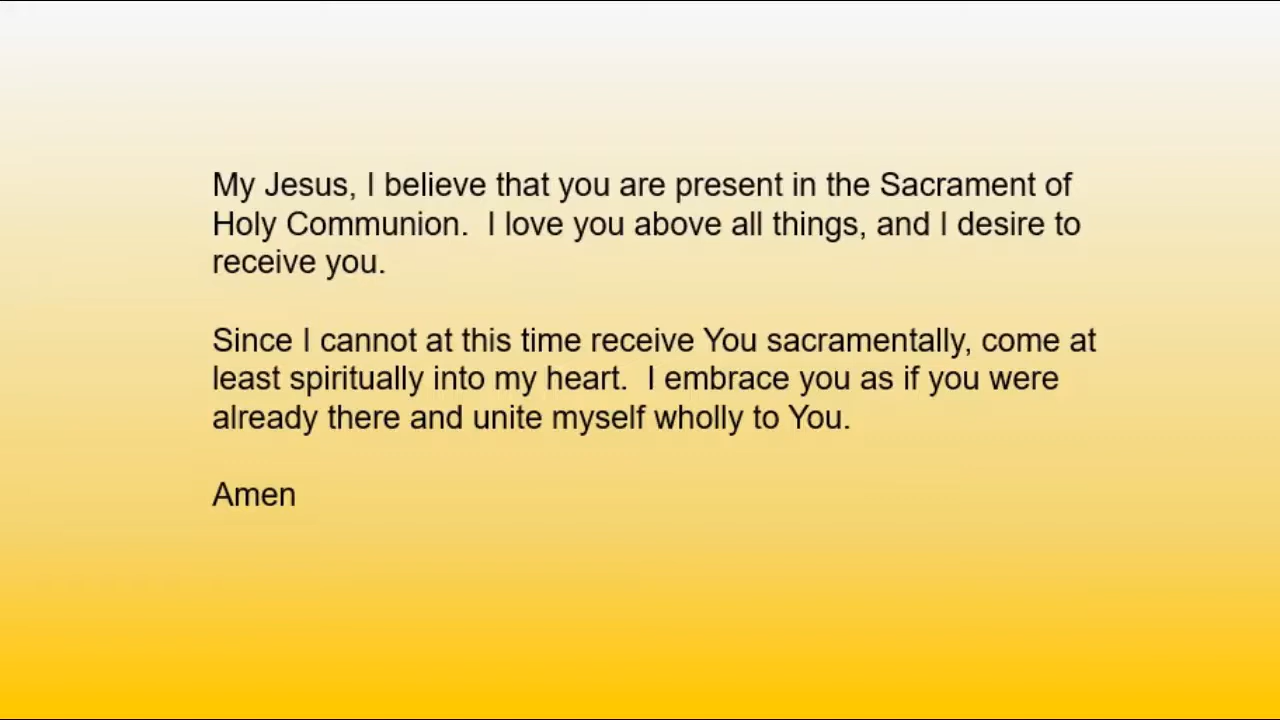 My Jesus, I believe that you are present in the Sacrament of
Holy Communion.  I love you above all things, and I desire to
receive you.
Since I cannot at this time receive You sacramentally, come at
least spiritually into my heart.  I embrace you as if you were
already there and unite myself wholly to You.
Amen